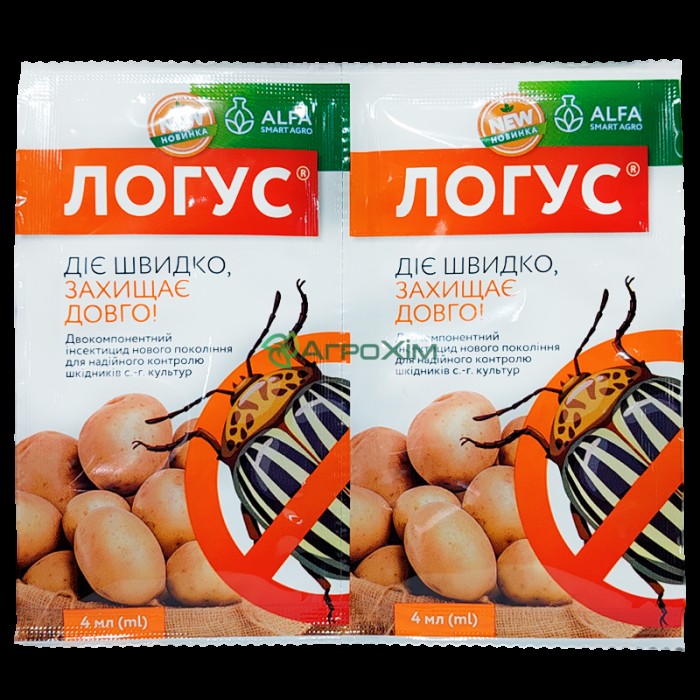 NEW
НОВИНКА
ALFA
SMART AGRO
ЛОГУС®
ДІЄ ШВИДКО,
ЗАХИЩАЄ
ДОВГО!
Двокомпонентний
інсектицид нового покоління
для надійного контролю
шкідників с.-г. культур
4 мл (ml)
NEW
НОВИНКА
ALFA
SMART AGRO
ЛОГУС®
ДІЄ ШВИДКО,
ЗАХИЩАЄ
ДОВГО!
Двокомпонентний
інсектицид нового покоління
для надійного контролю
шкідників с.-г. культур
4 мл (ml)
АгроХім